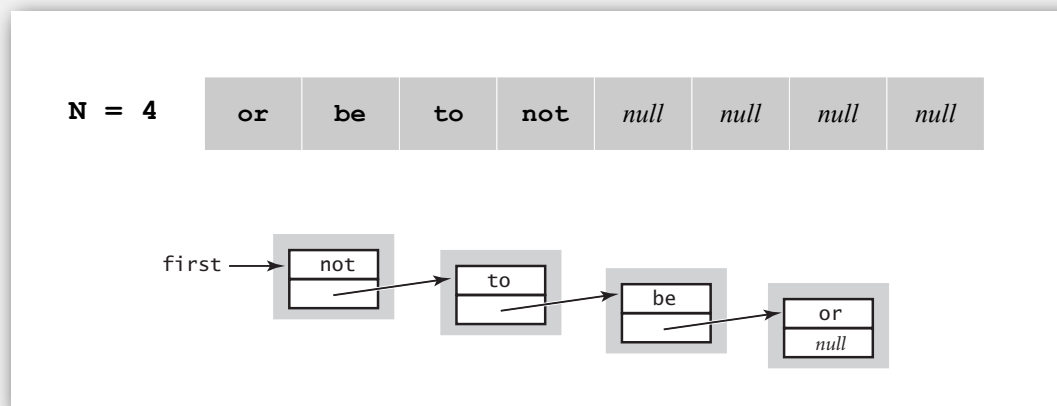 N = 4 or be to not null null null null
first not
to
be
or
null